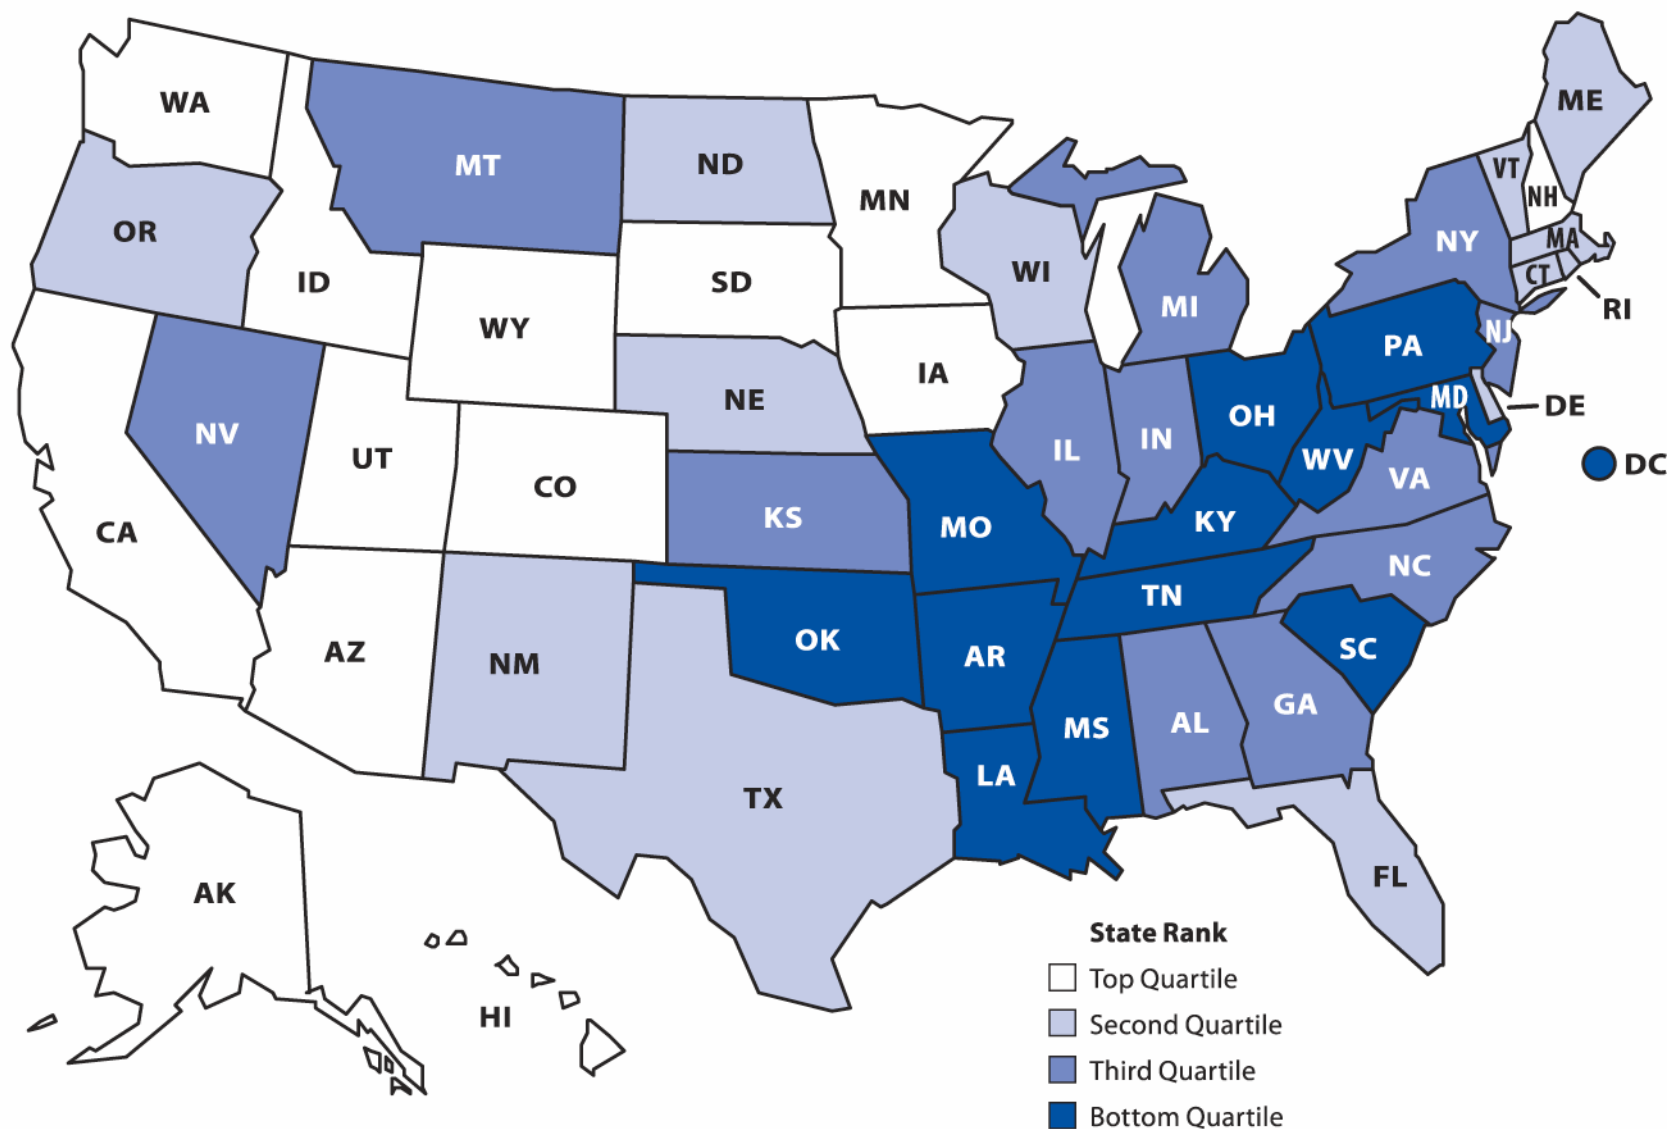 WA
ME
MT
ND
VT
MN
NH
OR
NY
MA
WI
CT
ID
SD
MI
RI
WY
NJ
PA
IA
NE
MD
DE
OH
NV
IL
IN
UT
WV
DC
CO
VA
KS
KY
MO
CA
NC
TN
OK
SC
AZ
AR
NM
GA
AL
MS
LA
TX
FL
AK
State Rank
Top Quartile
HI
Second Quartile
Third Quartile
Bottom Quartile